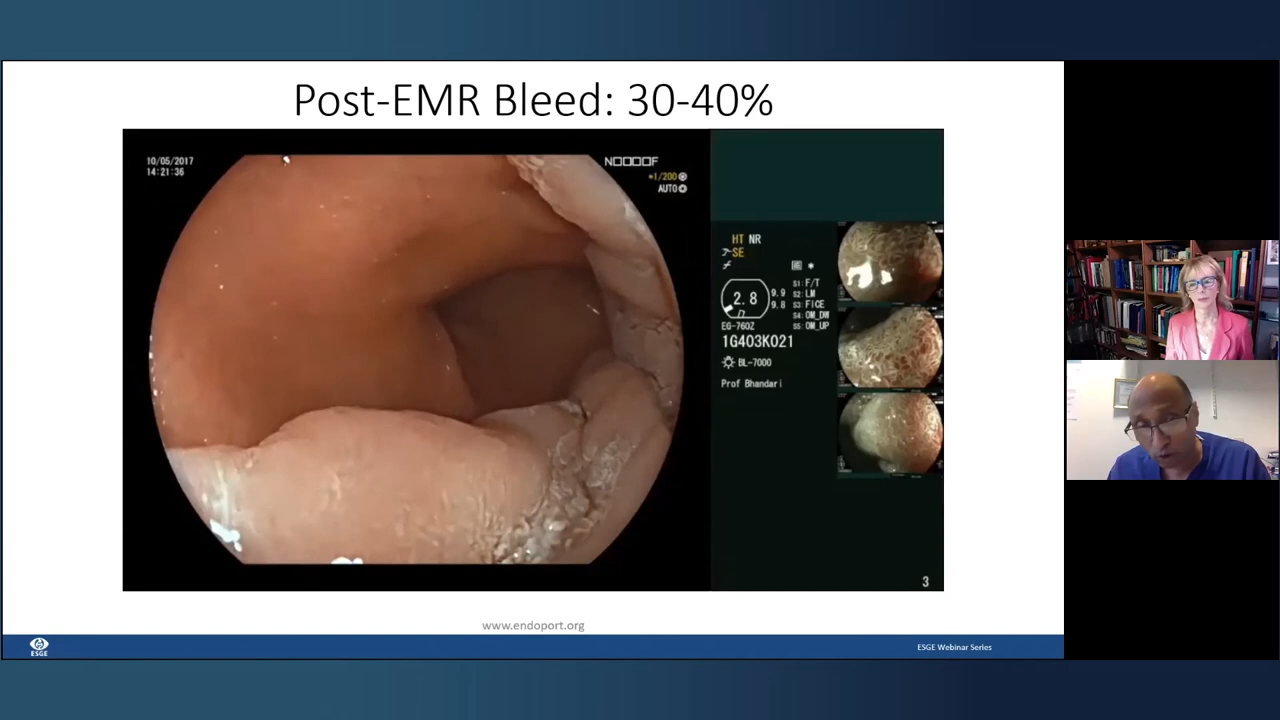 Post-EMR Bleed: 30-40%
10/05/2017
14:21:36
N0000F
*1/200
AUTO
HT NR
SE
2.8
9.9
9.8
S1: F/T
S2: LM
S3: FICE
S4: OM_DW
S5: OM_UP
EG-760Z
1G403K021
BL-7000
Prof Bhandari
3
www.endoport.org
ESGE
ESGE Webinar Series